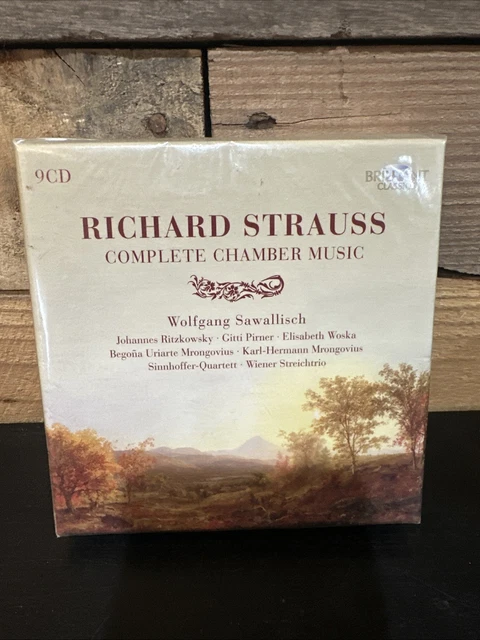 9CD
BRILLIANT
CLASSICS
RICHARD STRAUSS
COMPLETE CHAMBER MUSIC
Wolfgang Sawallisch
Johannes Ritzkowsky · Gitti Pirner · Elisabeth Woska
Begoña Uriarte Mrongovius · Karl-Hermann Mrongovius
Sinnhoffer-Quartett · Wiener Streichtrio